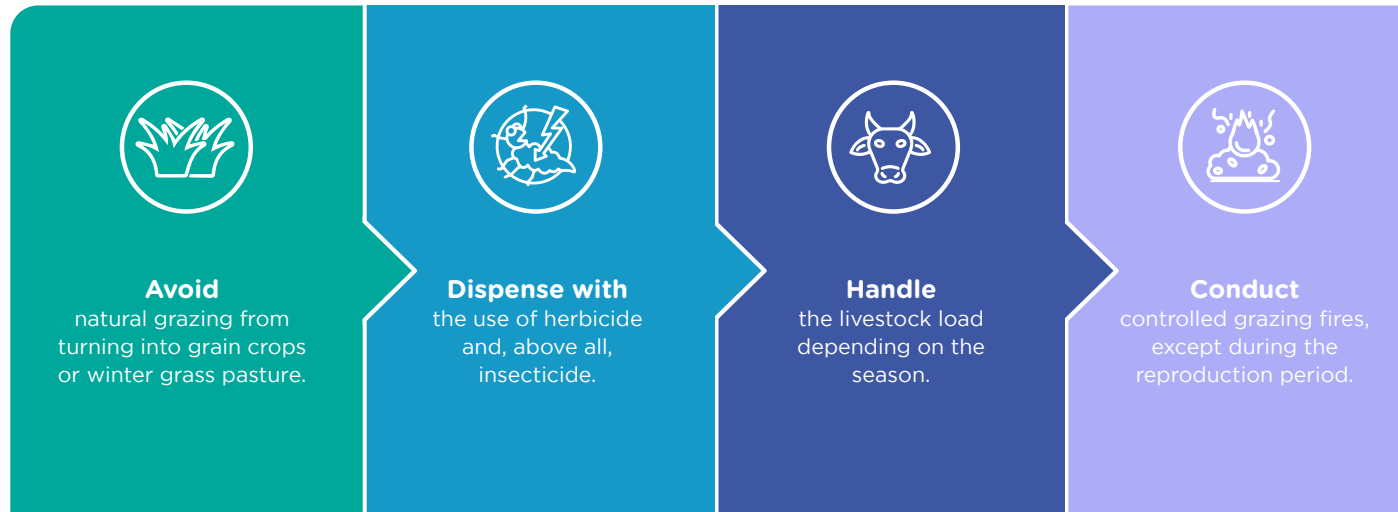 Avoid
natural grazing from
turning into grain crops
or winter grass pasture.
Dispense with
the use of herbicide
and, above all,
insecticide.
Handle
the livestock load
depending on the
season.
Conduct
controlled grazing fires,
except during the
reproduction period.